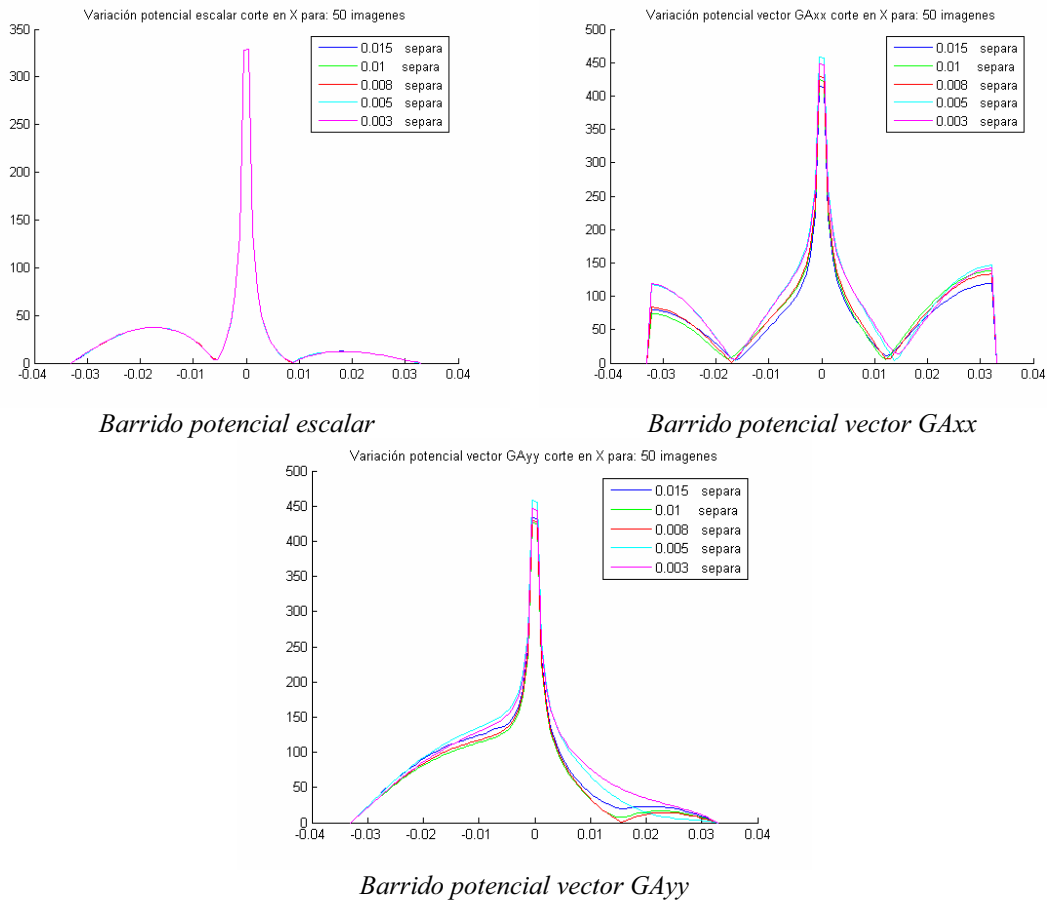 Variación potencial escalar corte en X para: 50 imagenes
350
300
250
200
150
100
50
0
-0.04 -0.03 -0.02 -0.01 0 0.01 0.02 0.03 0.04
0.015 separa
0.01 separa
0.008 separa
0.005 separa
0.003 separa
Barrido potencial escalar
Variación potencial vector GAxx corte en X para: 50 imagenes
500
450
400
350
300
250
200
150
100
50
0
-0.04 -0.03 -0.02 -0.01 0 0.01 0.02 0.03 0.04
0.015 separa
0.01 separa
0.008 separa
0.005 separa
0.003 separa
Barrido potencial vector GAxx
Variación potencial vector GAyy corte en X para: 50 imagenes
500
450
400
350
300
250
200
150
100
50
0
-0.04 -0.03 -0.02 -0.01 0 0.01 0.02 0.03 0.04
0.015 separa
0.01 separa
0.008 separa
0.005 separa
0.003 separa
Barrido potencial vector GAyy